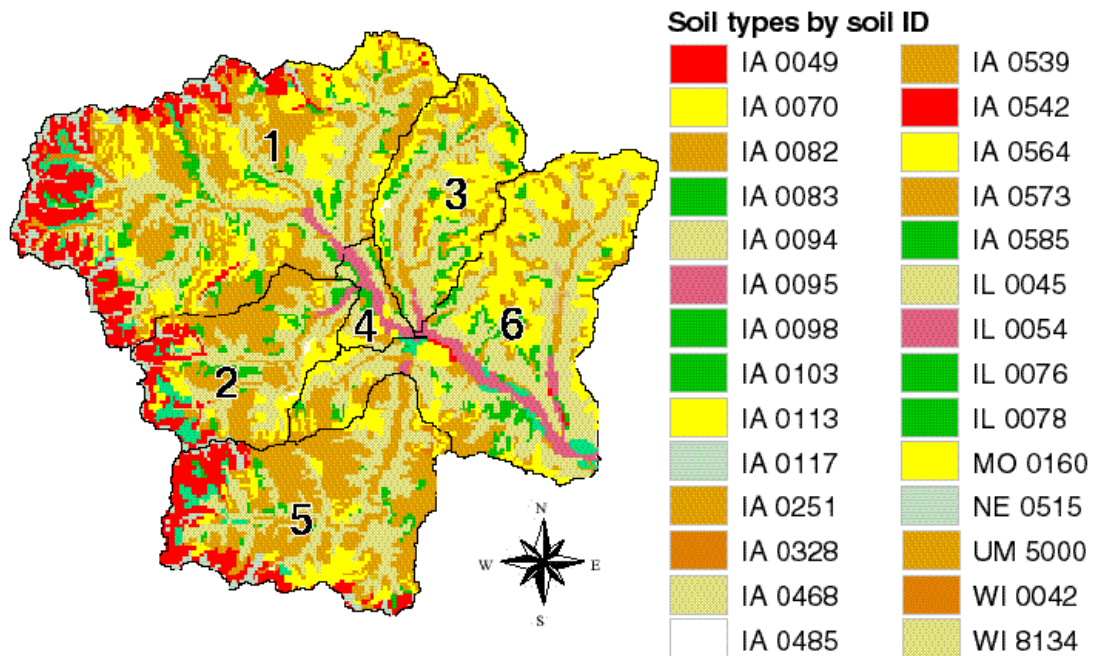 Soil types by soil ID
IA 0049
IA 0070
IA 0082
IA 0083
IA 0094
IA 0095
IA 0098
IA 0103
IA 0113
IA 0117
IA 0251
IA 0328
IA 0468
IA 0485
IA 0539
IA 0542
IA 0564
IA 0573
IA 0585
IL 0045
IL 0054
IL 0076
IL 0078
MO 0160
NE 0515
UM 5000
WI 0042
WI 8134
1
3
4
6
2
5
N
W
E
S